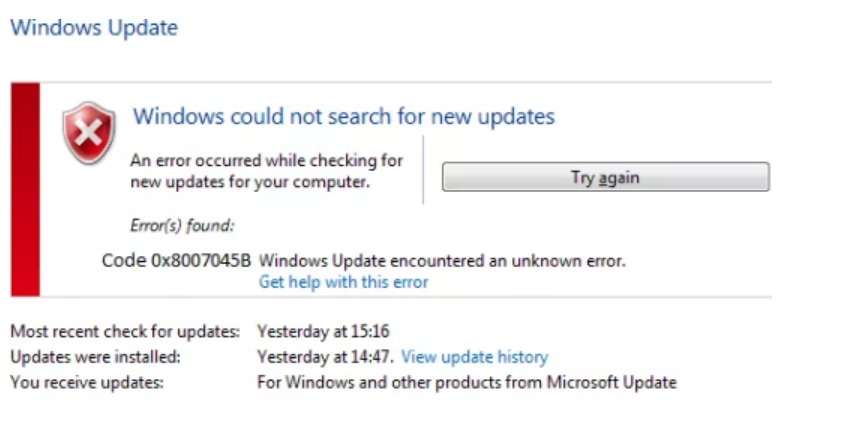 Windows Update
Windows could not search for new updates
An error occurred while checking for
new updates for your computer.
Try again
Error(s) found:
Code 0x8007045B Windows Update encountered an unknown error.
Get help with this error
Most recent check for updates: Yesterday at 15:16
Updates were installed: Yesterday at 14:47. View update history
You receive updates: For Windows and other products from Microsoft Update